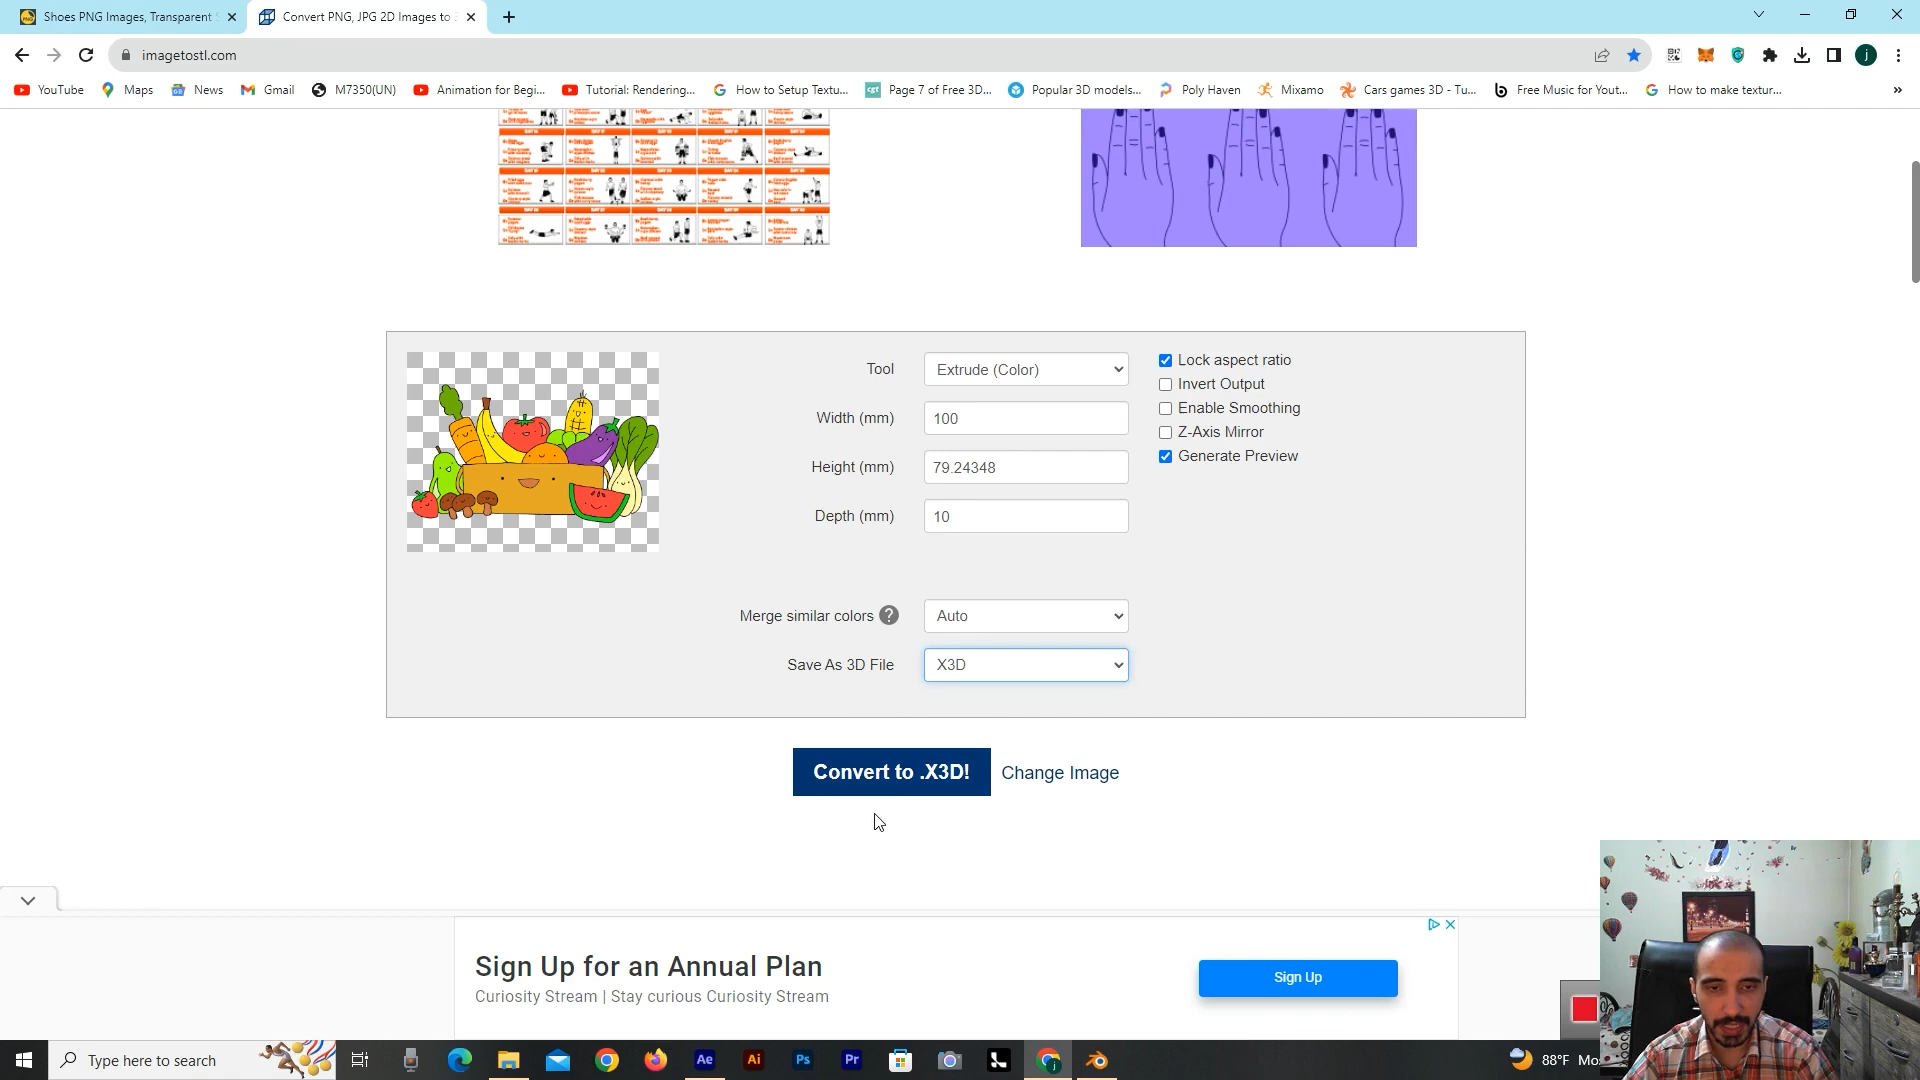 Shoes PNG Images, Transparent
Convert PNG, JPG 2D Images to
imagetostl.com
j
YouTube
Maps
News
Gmail
M7350(UN)
Animation for Begi...
Tutorial: Rendering...
How to Setup Textu...
Page 7 of Free 3D...
Popular 3D models...
Poly Haven
Mixamo
Cars games 3D - Tu...
Free Music for Yout...
How to make textur...
»
Tool
Extrude (Color)
Lock aspect ratio
Invert Output
Width (mm)
100
Enable Smoothing
Z-Axis Mirror
Height (mm)
79.24348
Generate Preview
Depth (mm)
10
Merge similar colors ?
Auto
Save As 3D File
X3D
Convert to .X3D!
Change Image
Sign Up for an Annual Plan
Curiosity Stream | Stay curious Curiosity Stream
Sign Up
Type here to search
Ae
Ai
Ps
Pr
88°F